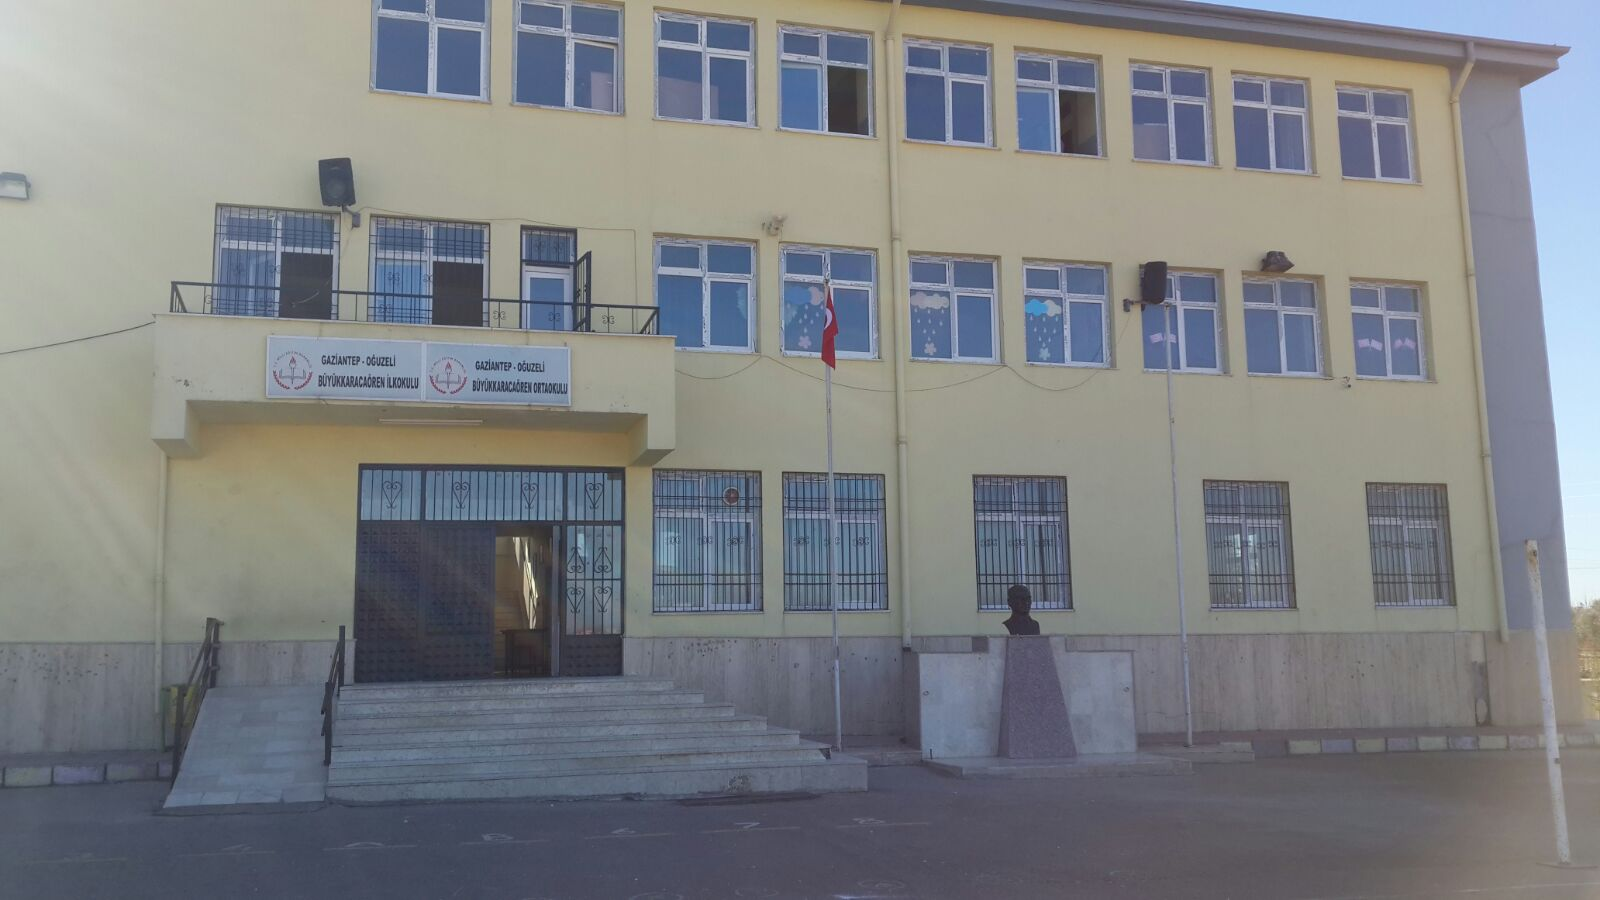 GAZİANTEP - OĞUZELİ
BÜYÜKKARACAÖREN İLKOKULU
GAZİANTEP - OĞUZELİ
BÜYÜKKARACAÖREN ORTAOKULU